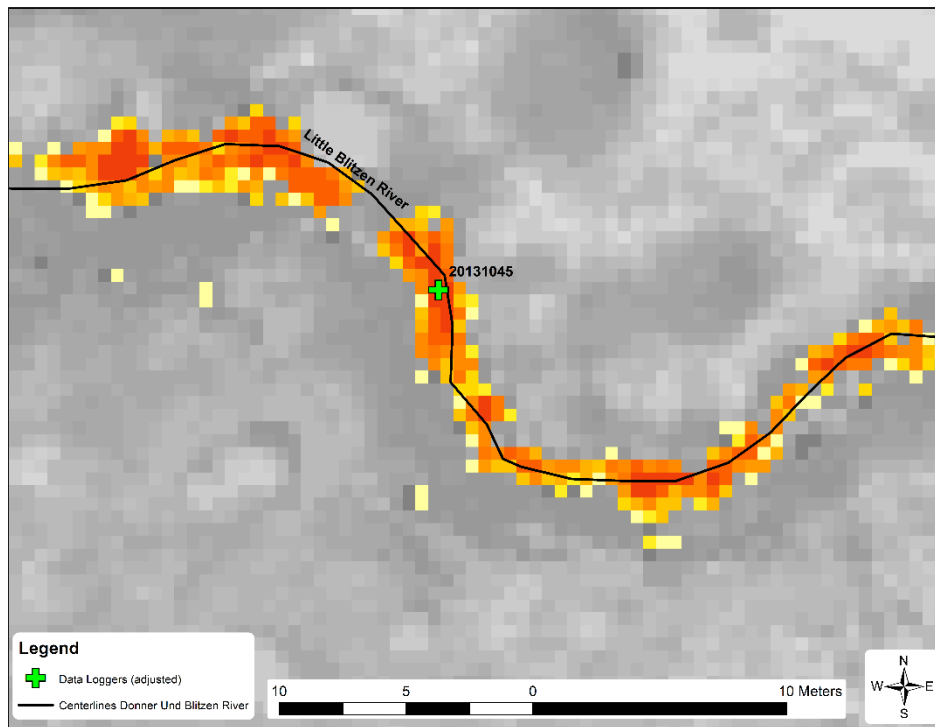 Little Blitzen River
20131045
Legend
Data Loggers (adjusted)
Centerlines Donner Und Blitzen River
10 5 0 10 Meters
N
W E
S